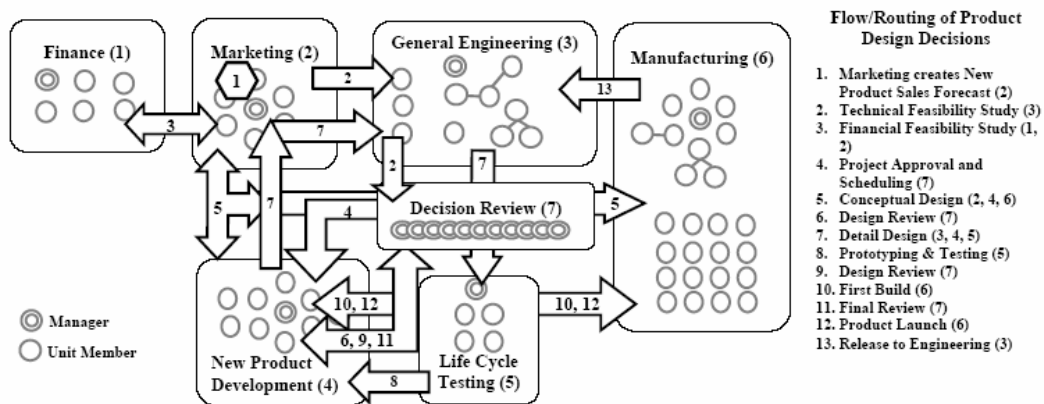 Finance (1)
Marketing (2)
General Engineering (3)
Manufacturing (6)
1
2
13
3
7
2
7
5
7
4
Decision Review (7)
5
10, 12
10, 12
6, 9, 11
8
New Product
Development (4)
Life Cycle
Testing (5)
Manager
Unit Member
Flow/Routing of Product
Design Decisions
1. Marketing creates New
Product Sales Forecast (2)
2. Technical Feasibility Study (3)
3. Financial Feasibility Study (1,
2)
4. Project Approval and
Scheduling (7)
5. Conceptual Design (2, 4, 6)
6. Design Review (7)
7. Detail Design (3, 4, 5)
8. Prototyping & Testing (5)
9. Design Review (7)
10. First Build (6)
11. Final Review (7)
12. Product Launch (6)
13. Release to Engineering (3)